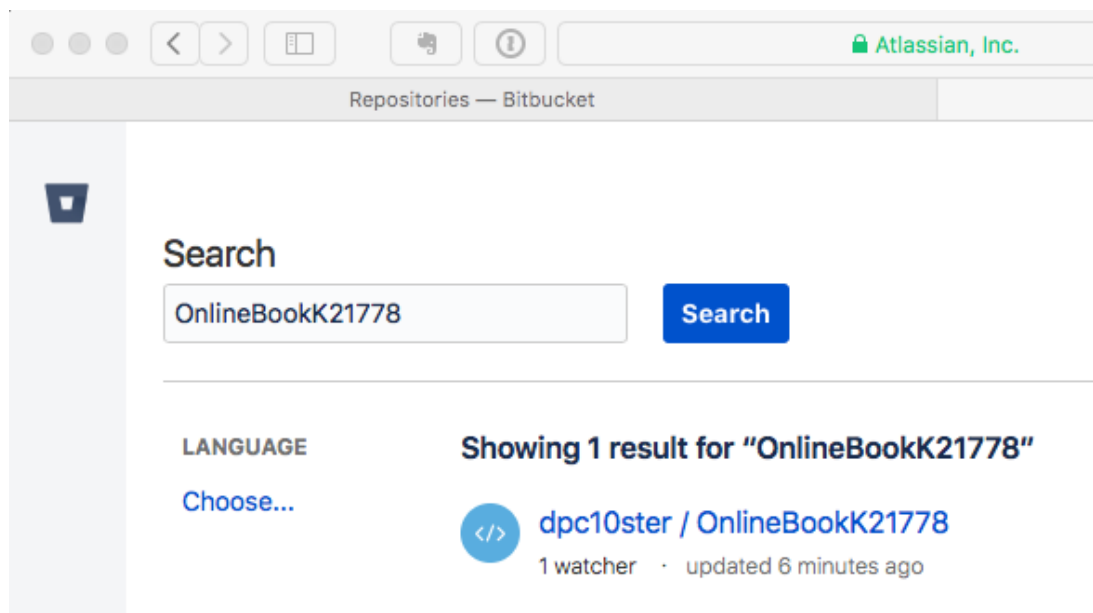 Atlassian, Inc.
Repositories — Bitbucket
Search
OnlineBookK21778
Search
LANGUAGE
Showing 1 result for “OnlineBookK21778”
Choose...
</>
dpc10ster / OnlineBookK21778
1 watcher · updated 6 minutes ago